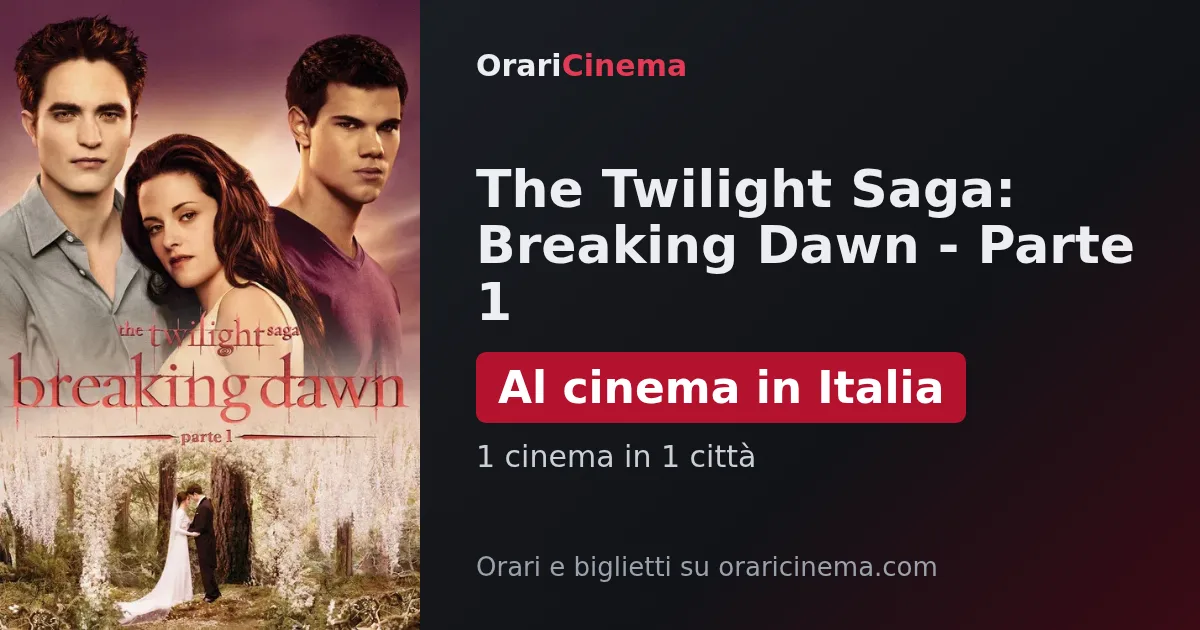 the twilight saga
breaking dawn
parte 1
OrariCinema
The Twilight Saga:
Breaking Dawn - Parte
1
Al cinema in Italia
1 cinema in 1 città
Orari e biglietti su oraricinema.com